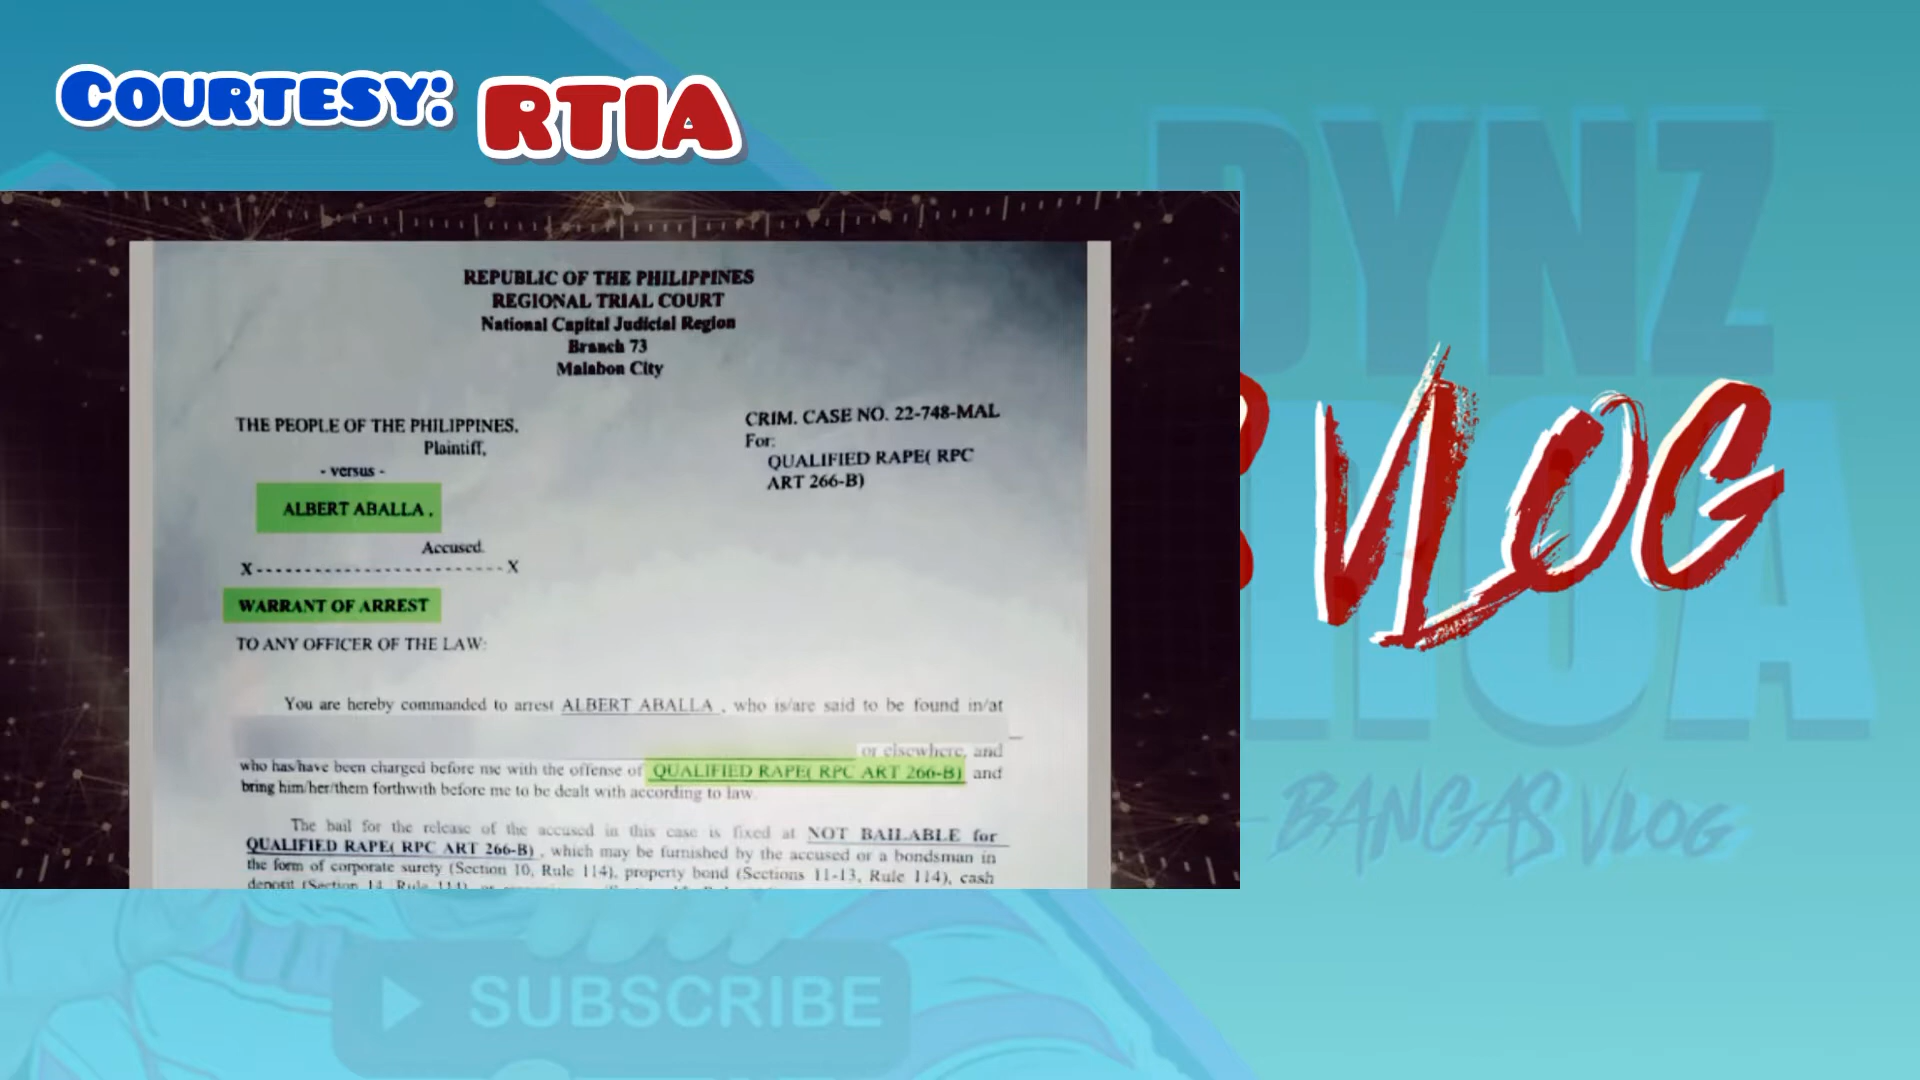 COURTESY: RTIA
REPUBLIC OF THE PHILIPPINES
REGIONAL TRIAL COURT
National Capital Judicial Region
Branch 73
Malabon City
THE PEOPLE OF THE PHILIPPINES,
Plaintiff,
- versus -
ALBERT ABALLA ,
Accused.
X-------------------------X
CRIM. CASE NO. 22-748-MAL
For:
QUALIFIED RAPE( RPC
ART 266-B)
WARRANT OF ARREST
TO ANY OFFICER OF THE LAW:
You are hereby commanded to arrest ALBERT ABALLA , who is/are said to be found in/at
or elsewhere, and
who has/have been charged before me with the offense of QUALIFIED RAPE( RPC ART 266-B) and
bring him/her/them forthwith before me to be dealt with according to law.
The bail for the release of the accused in this case is fixed at NOT BAILABLE for
QUALIFIED RAPE( RPC ART 266-B) , which may be furnished by the accused or a bondsman in
the form of corporate surety (Section 10, Rule 114), property bond (Sections 11-13, Rule 114), cash
deposit (Section 14, Rule 114), or
DYNZ
VLOG
BANGAS VLOG
SUBSCRIBE